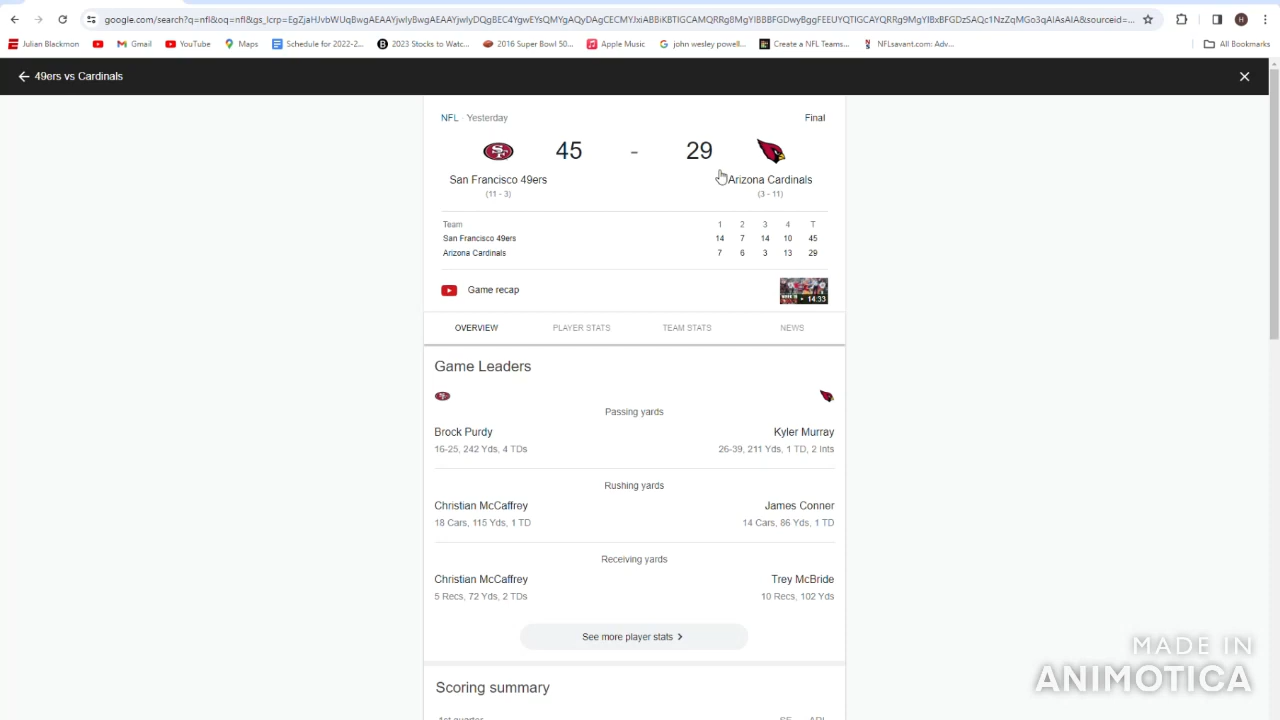 google.com/search?q=nfl&oq=nfl&gs_lcrp=
Julian Blackmon
Gmail
YouTube
Maps
Schedule for 2022-2...
2023 Stocks to Watc...
2016 Super Bowl 50...
Apple Music
john wesley powell...
Create a NFL Teams...
NFLsavant.com: Adv...
All Bookmarks
49ers vs Cardinals
NFL Yesterday Final
45 - 29
San Francisco 49ers Arizona Cardinals
(11 - 3) (3 - 11)
Team 1 2 3 4 T
San Francisco 49ers 14 7 14 10 45
Arizona Cardinals 7 6 3 13 29
Game recap 14:33
OVERVIEW PLAYER STATS TEAM STATS NEWS
Game Leaders
Passing yards
Brock Purdy Kyler Murray
16-25, 242 Yds, 4 TDs 26-39, 211 Yds, 1 TD, 2 Ints
Rushing yards
Christian McCaffrey James Conner
18 Cars, 115 Yds, 1 TD 14 Cars, 86 Yds, 1 TD
Receiving yards
Christian McCaffrey Trey McBride
5 Recs, 72 Yds, 2 TDs 10 Recs, 102 Yds
See more player stats
Scoring summary
MADE IN
ANIMOTICA